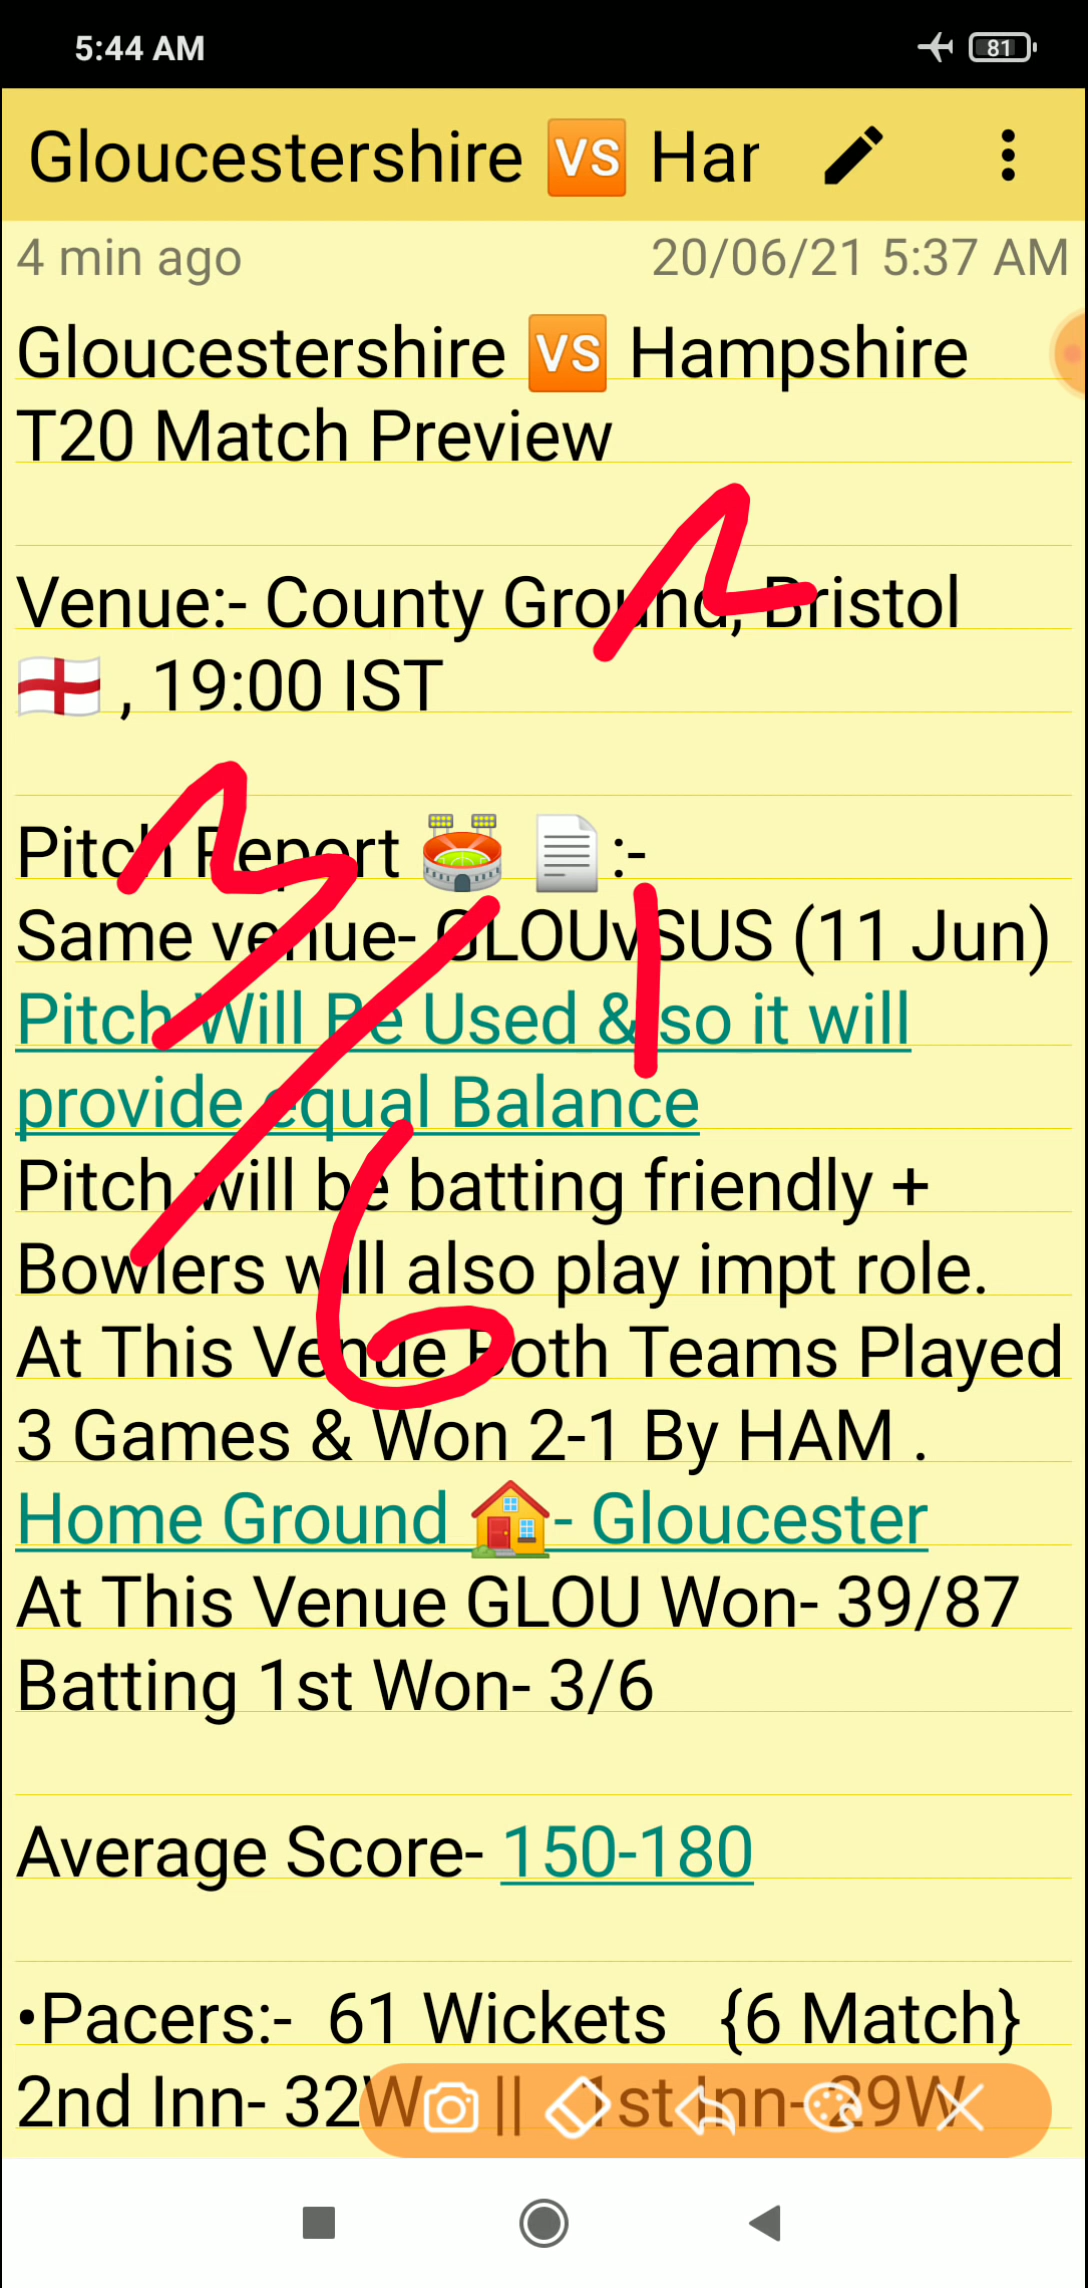 5:44 AM
81
Gloucestershire 🆚 Har
4 min ago 20/06/21 5:37 AM
Gloucestershire 🆚 Hampshire
T20 Match Preview
Venue:- County Ground, Bristol
🏴󠁧󠁢󠁥󠁮󠁧󠁿 , 19:00 IST
Pitch Report 🏟 📄 :-
Same venue- GLOUvSUS (11 Jun)
Pitch Will Be Used & so it will
provide equal Balance
Pitch will be batting friendly +
Bowlers will also play impt role.
At This Venue Both Teams Played
3 Games & Won 2-1 By HAM .
Home Ground 🏠- Gloucester
At This Venue GLOU Won- 39/87
Batting 1st Won- 3/6
Average Score- 150-180
•Pacers:- 61 Wickets {6 Match}
2nd Inn- 32W || 1st Inn- 29W